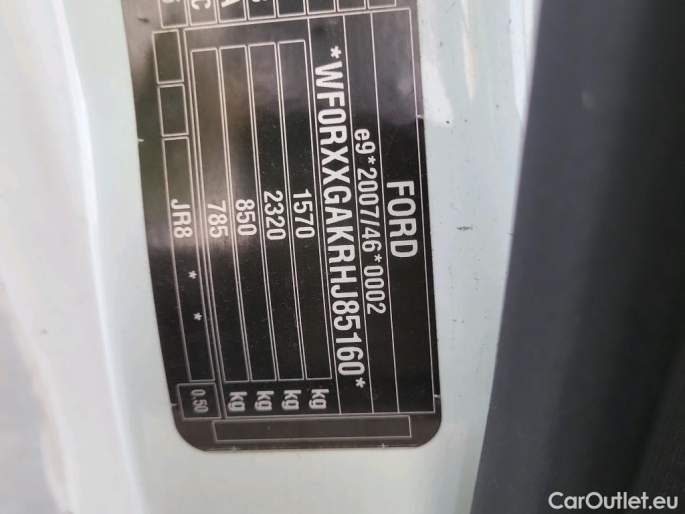 FORD
e9*2007/46*0002
*WF0RXXGAKRHJ85160*
1570 kg
2320 kg
850 kg
785 kg
JR8 * * 0.50
CarOutlet.eu